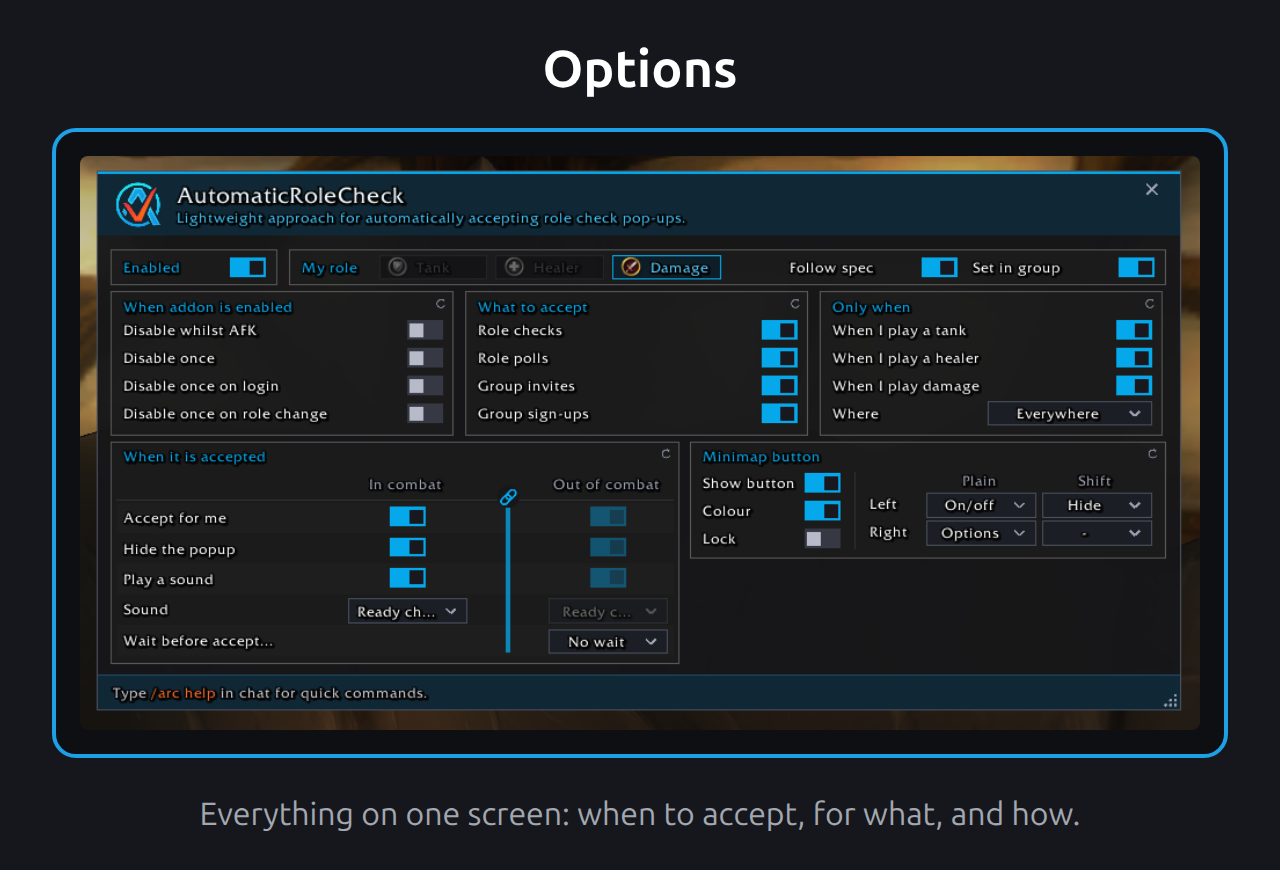 Options
AutomaticRoleCheck
Lightweight approach for automatically accepting role check pop-ups.
Enabled
My role Tank Healer Damage Follow spec Set in group
When addon is enabled
Disable whilst AFK
Disable once
Disable once on login
Disable once on role change
What to accept
Role checks
Role polls
Group invites
Group sign-ups
Only when
When I play a tank
When I play a healer
When I play damage
Where Everywhere
When it is accepted
In combat Out of combat
Accept for me
Hide the popup
Play a sound
Sound Ready ch... Ready c...
Wait before accept... No wait
Minimap button
Show button
Colour
Lock
Plain Shift
Left On/off Hide
Right Options -
Type /arc help in chat for quick commands.
Everything on one screen: when to accept, for what, and how.